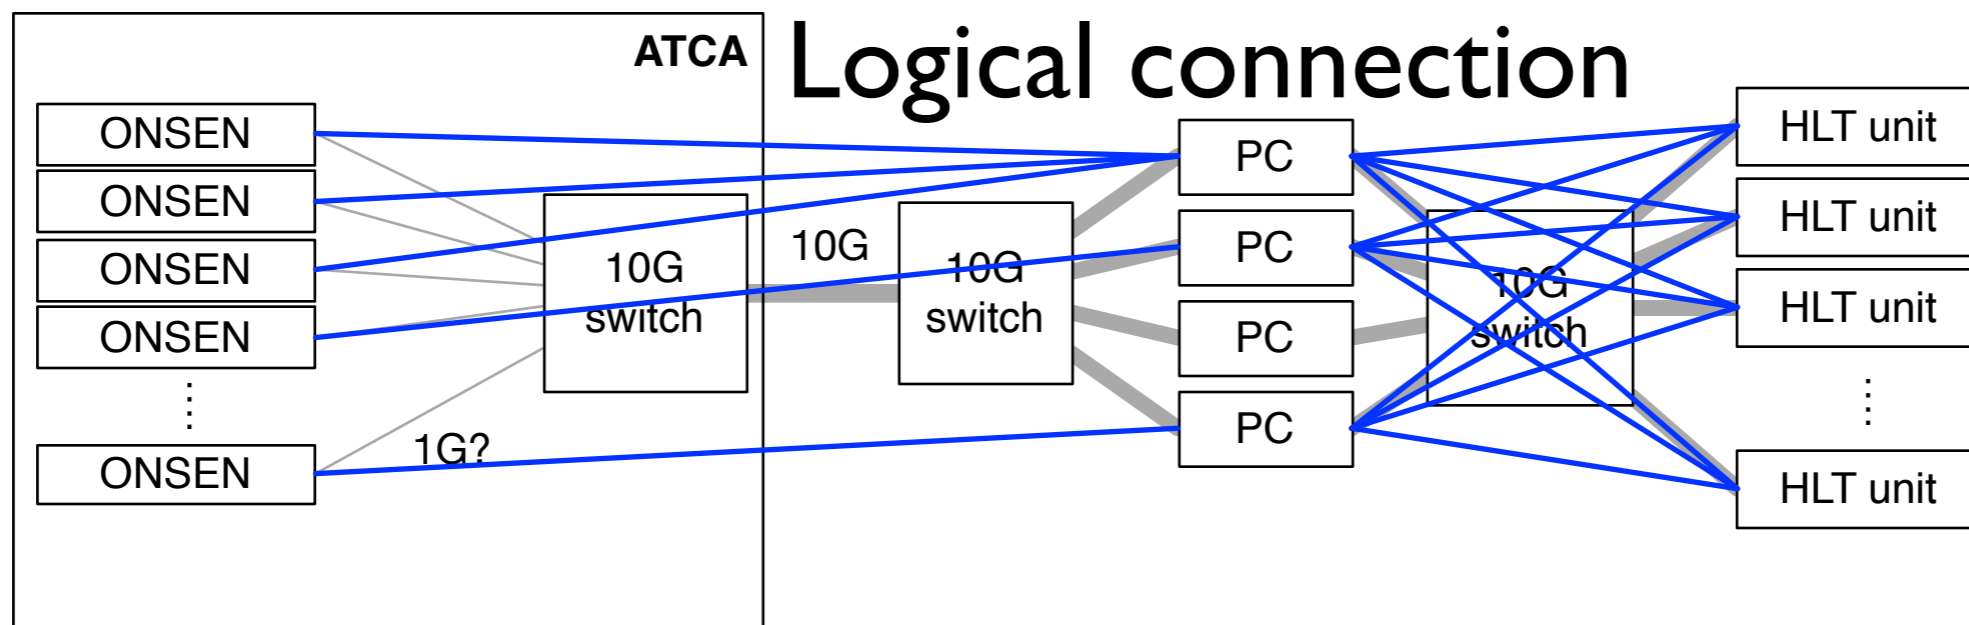 ATCA
Logical connection
ONSEN
ONSEN
ONSEN
ONSEN
ONSEN
1G?
10G
switch
10G
10G
switch
PC
PC
PC
PC
10G
switch
HLT unit
HLT unit
HLT unit
HLT unit